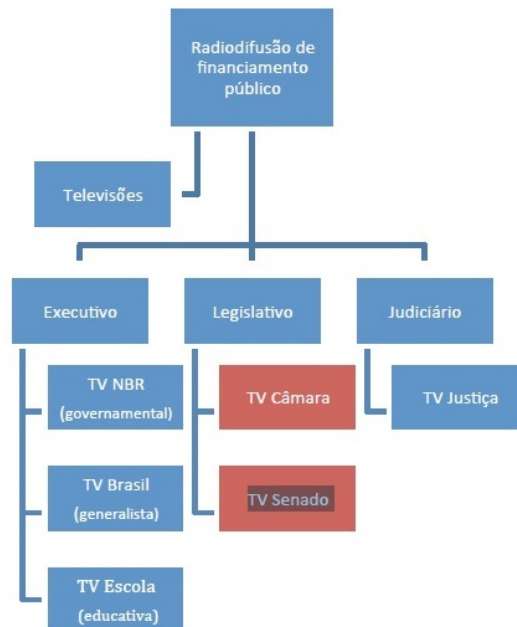 Radiodifusão de
financiamento
público
Televisões
Executivo
Legislativo
Judiciário
TV NBR
(governamental)
TV Câmara
TV Justiça
TV Brasil
(generalista)
TV Senado
TV Escola
(educativa)